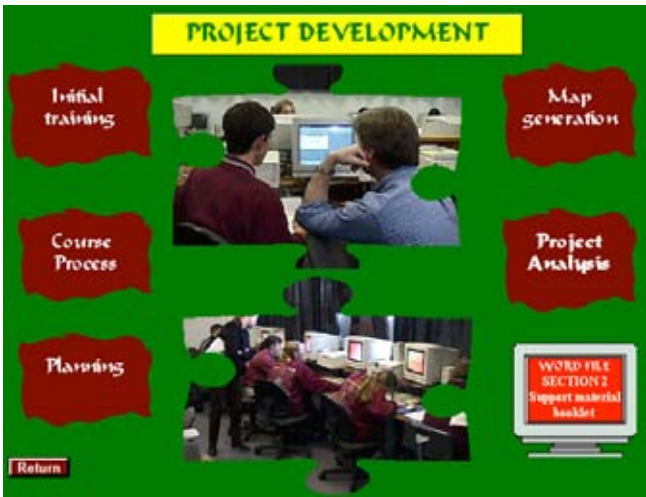 PROJECT DEVELOPMENT
Initial
training
Map
generation
Course
Process
Project
Analysis
Planning
WORD FILE
SECTION 2
Support material
booklet
Return